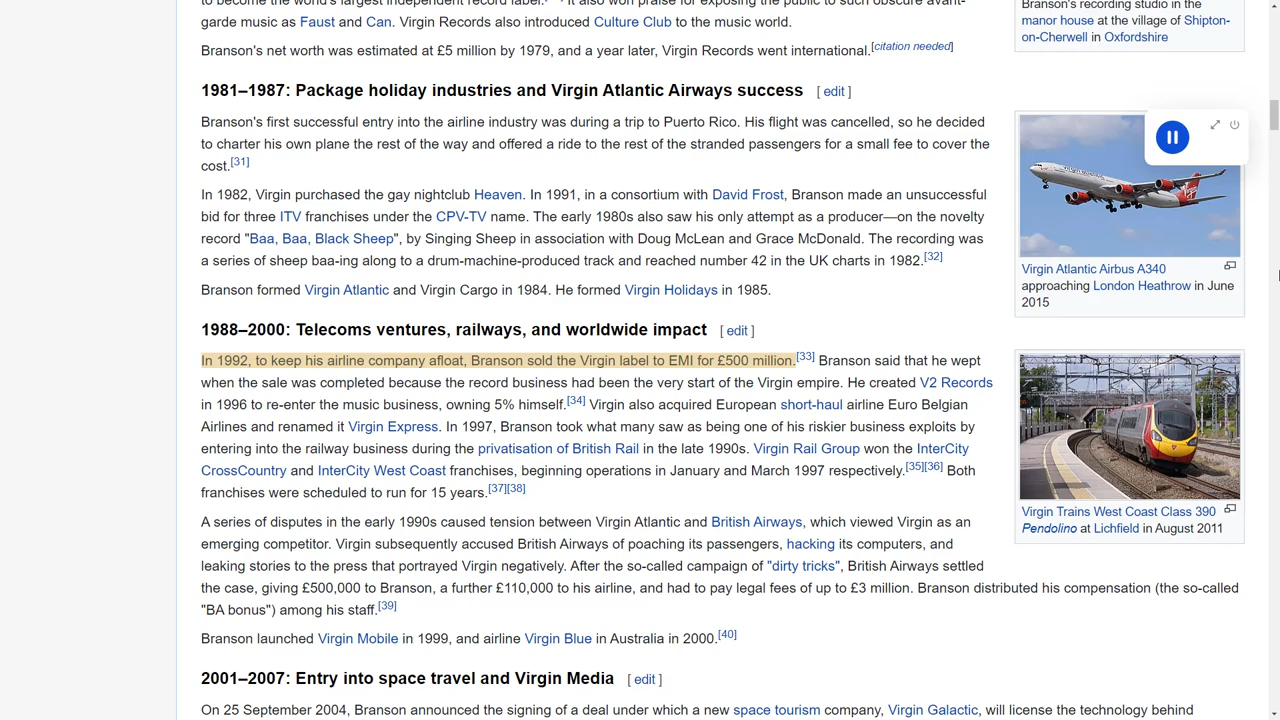 to become the world's largest independent record label.
It also won praise for exposing the public to such obscure avant-
garde music as Faust and Can. Virgin Records also introduced Culture Club to the music world.
Branson's net worth was estimated at £5 million by 1979, and a year later, Virgin Records went international.[citation needed]
Branson's recording studio in the
manor house at the village of Shipton-
on-Cherwell in Oxfordshire
1981–1987: Package holiday industries and Virgin Atlantic Airways success [ edit ]
Branson's first successful entry into the airline industry was during a trip to Puerto Rico. His flight was cancelled, so he decided
to charter his own plane the rest of the way and offered a ride to the rest of the stranded passengers for a small fee to cover the
cost.[31]
In 1982, Virgin purchased the gay nightclub Heaven. In 1991, in a consortium with David Frost, Branson made an unsuccessful
bid for three ITV franchises under the CPV-TV name. The early 1980s also saw his only attempt as a producer—on the novelty
record "Baa, Baa, Black Sheep", by Singing Sheep in association with Doug McLean and Grace McDonald. The recording was
a series of sheep baa-ing along to a drum-machine-produced track and reached number 42 in the UK charts in 1982.[32]
Branson formed Virgin Atlantic and Virgin Cargo in 1984. He formed Virgin Holidays in 1985.
Virgin Atlantic Airbus A340
approaching London Heathrow in June
2015
1988–2000: Telecoms ventures, railways, and worldwide impact [ edit ]
In 1992, to keep his airline company afloat, Branson sold the Virgin label to EMI for £500 million.[33] Branson said that he wept
when the sale was completed because the record business had been the very start of the Virgin empire. He created V2 Records
in 1996 to re-enter the music business, owning 5% himself.[34] Virgin also acquired European short-haul airline Euro Belgian
Airlines and renamed it Virgin Express. In 1997, Branson took what many saw as being one of his riskier business exploits by
entering into the railway business during the privatisation of British Rail in the late 1990s. Virgin Rail Group won the InterCity
CrossCountry and InterCity West Coast franchises, beginning operations in January and March 1997 respectively.[35][36] Both
franchises were scheduled to run for 15 years.[37][38]
Virgin Trains West Coast Class 390
Pendolino at Lichfield in August 2011
A series of disputes in the early 1990s caused tension between Virgin Atlantic and British Airways, which viewed Virgin as an
emerging competitor. Virgin subsequently accused British Airways of poaching its passengers, hacking its computers, and
leaking stories to the press that portrayed Virgin negatively. After the so-called campaign of "dirty tricks", British Airways settled
the case, giving £500,000 to Branson, a further £110,000 to his airline, and had to pay legal fees of up to £3 million. Branson distributed his compensation (the so-called
"BA bonus") among his staff.[39]
Branson launched Virgin Mobile in 1999, and airline Virgin Blue in Australia in 2000.[40]
2001–2007: Entry into space travel and Virgin Media [ edit ]
On 25 September 2004, Branson announced the signing of a deal under which a new space tourism company, Virgin Galactic, will license the technology behind